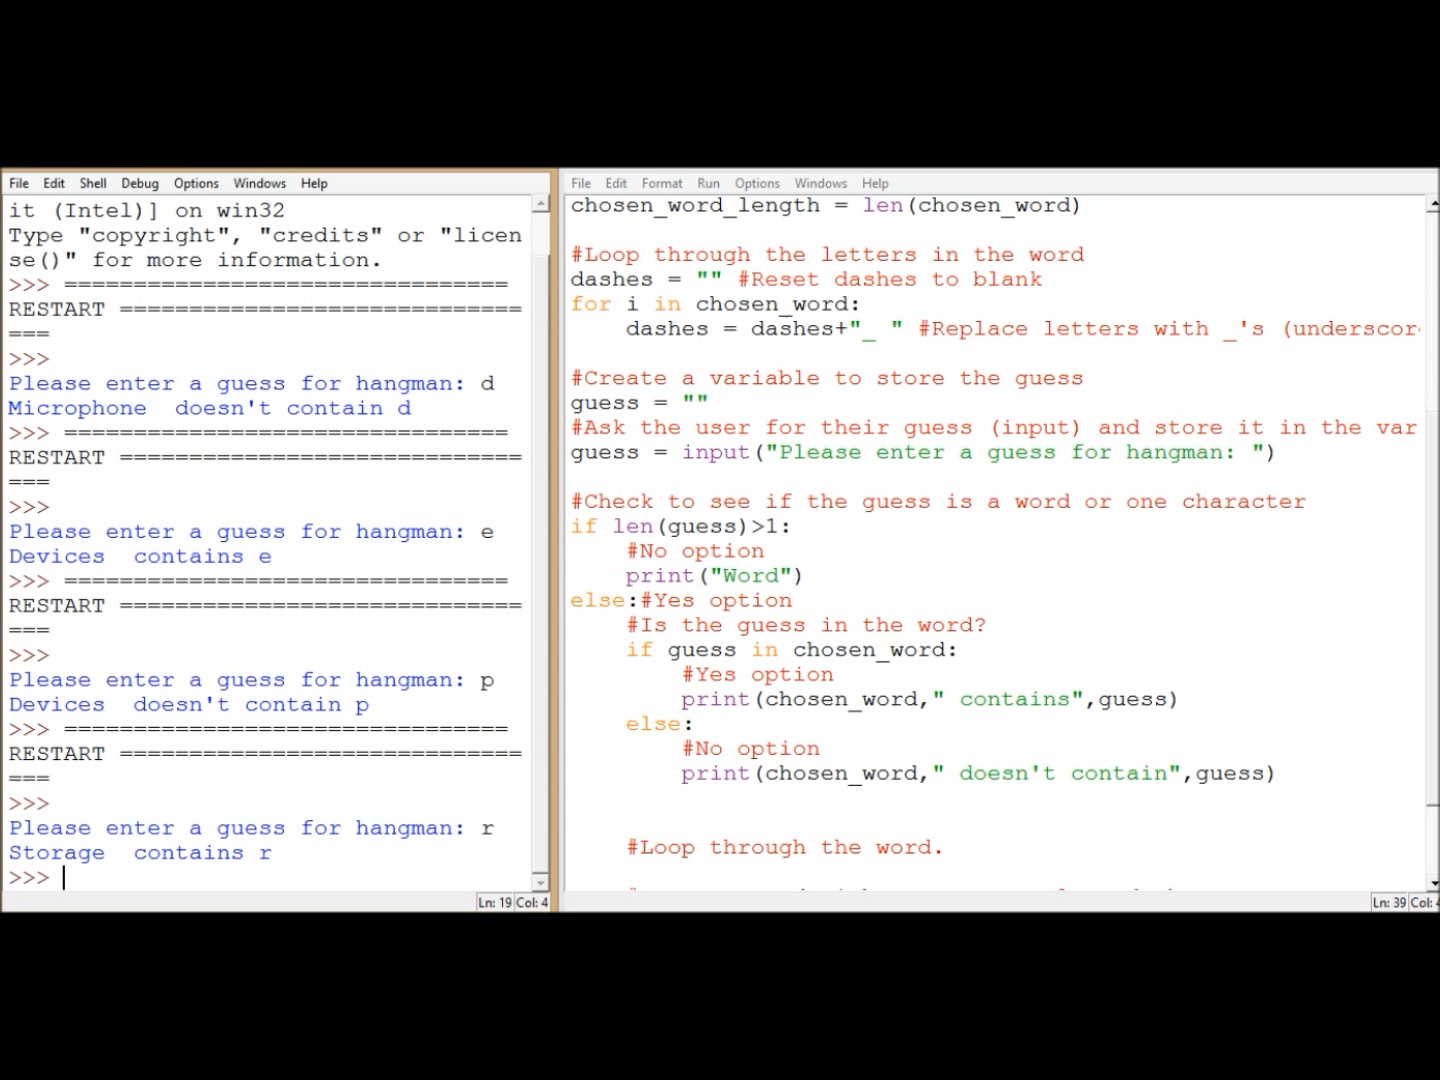 File Edit Shell Debug Options Windows Help
it (Intel)] on win32
Type "copyright", "credits" or "licen
se()" for more information.
>>> ================================
RESTART =============================
===
>>>
Please enter a guess for hangman: d
Microphone  doesn't contain d
>>> ================================
RESTART =============================
===
>>>
Please enter a guess for hangman: e
Devices  contains e
>>> ================================
RESTART =============================
===
>>>
Please enter a guess for hangman: p
Devices  doesn't contain p
>>> ================================
RESTART =============================
===
>>>
Please enter a guess for hangman: r
Storage  contains r
>>>
Ln: 19 Col: 4
File Edit Format Run Options Windows Help
chosen_word_length = len(chosen_word)
#Loop through the letters in the word
dashes = "" #Reset dashes to blank
for i in chosen_word:
    dashes = dashes+"_ " #Replace letters with _'s (underscor
#Create a variable to store the guess
guess = ""
#Ask the user for their guess (input) and store it in the var
guess = input("Please enter a guess for hangman: ")
#Check to see if the guess is a word or one character
if len(guess)>1:
    #No option
    print("Word")
else:#Yes option
    #Is the guess in the word?
    if guess in chosen_word:
        #Yes option
        print(chosen_word," contains",guess)
    else:
        #No option
        print(chosen_word," doesn't contain",guess)
    #Loop through the word.
Ln: 39 Col: 4